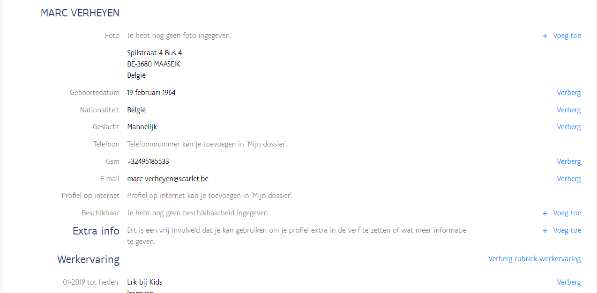 MARC VERHEYEN
Foto Je hebt nog geen foto ingegeven. + Voeg toe
Spilstraat 4 Bus 4
BE-3680 MAASEIK
België
Geboortedatum 19 februari 1964 Verberg
Nationaliteit België Verberg
Geslacht Mannelijk Verberg
Telefoon Telefoonnummer kan je toevoegen in 'Mijn dossier'.
Gsm +32495185533 Verberg
E-mail marc.verheyen@scarlet.be Verberg
Profiel op internet Profiel op internet kan je toevoegen in 'Mijn dossier'.
Beschikbaar Je hebt nog geen beschikbaarheid ingegeven + Voeg toe
Extra info Dit is een vrij invulveld dat je kan gebruiken om je profiel extra in de verf te zetten of wat meer informatie + Voeg toe
te geven.
Werkervaring Verberg rubriek werkervaring
01-2019 tot heden. Lrk bij Kids Verberg